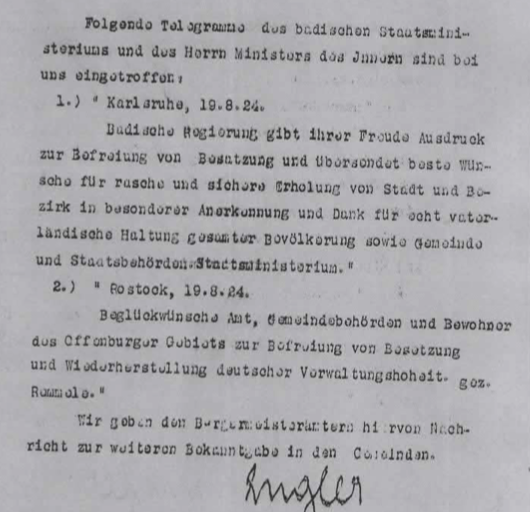 Folgende Telegramme des badischen Staatsmini-
steriums und des Herrn Ministers des Jnnern sind bei
uns eingetroffen:
1.) " Karlsruhe, 19.8.24.
Badische Regierung gibt ihrer Freude Ausdruck
zur Befreiung von Besatzung und übersendet beste Wün-
sche für rasche und sichere Erholung von Stadt und Be-
zirk in besonderer Anerkennung und Dank für echt vater-
ländische Haltung gesamter Bevölkerung sowie Gemeinde
und Staatsbehörden.Staatsministerium."
2.) " Rostock, 19.8.24.
Beglückwünsche Amt, Gemeindebehörden und Bewohner
des Offenburger Gebiets zur Befreiung von Besetzung
und Wiederherstellung deutscher Verwaltungshoheit. gez.
Remmele."
Wir geben den Bürgermeisterämtern hiervon Nach-
richt zur weiteren Bekanntgabe in den Gemeinden.
Engler